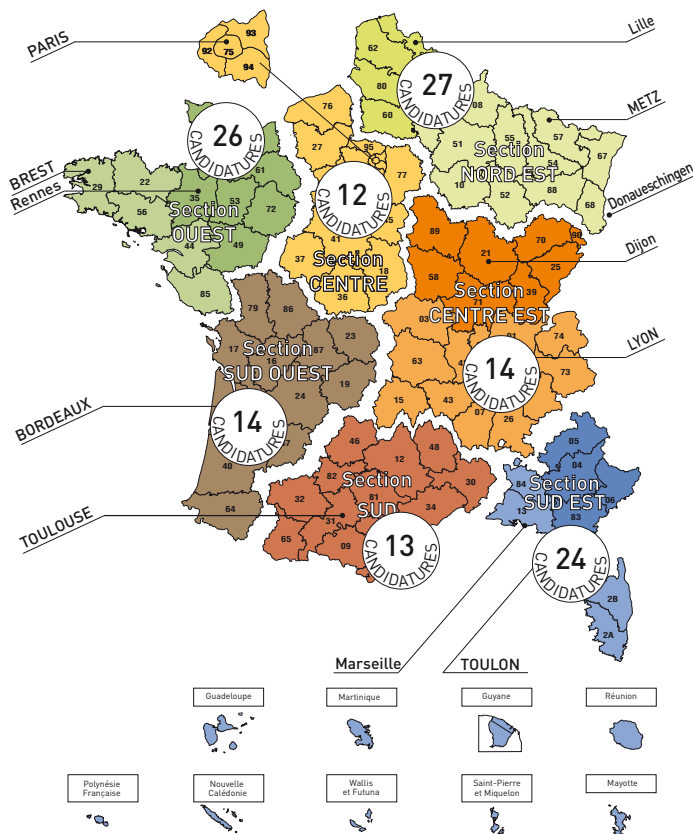 PARIS
93
92
75
94
Lille
62
27
CANDIDATURES
80
60
08
METZ
76
26
CANDIDATURES
27
95
77
51
55
57
67
54
Section
NORD EST
10
52
88
68
Donaueschingen
BREST
Rennes
29
22
35
53
61
56
Section
OUEST
72
44
49
85
12
CANDIDATURES
41
37
Section
CENTRE
18
36
89
21
70
90
25
Dijon
58
39
71
Section
CENTRE EST
03
01
74
LYON
63
14
CANDIDATURES
73
15
43
07
26
79
86
23
17
Section
SUD OUEST
16
87
24
19
BORDEAUX
14
CANDIDATURES
40
64
46
48
12
82
30
Section
SUD
32
81
34
31
65
09
TOULOUSE
13
CANDIDATURES
05
04
84
06
Section
SUD EST
13
83
24
CANDIDATURES
2B
2A
Marseille
TOULON
Guadeloupe
Martinique
Guyane
Réunion
Polynésie
Française
Nouvelle
Calédonie
Wallis
et Futuna
Saint-Pierre
et Miquelon
Mayotte